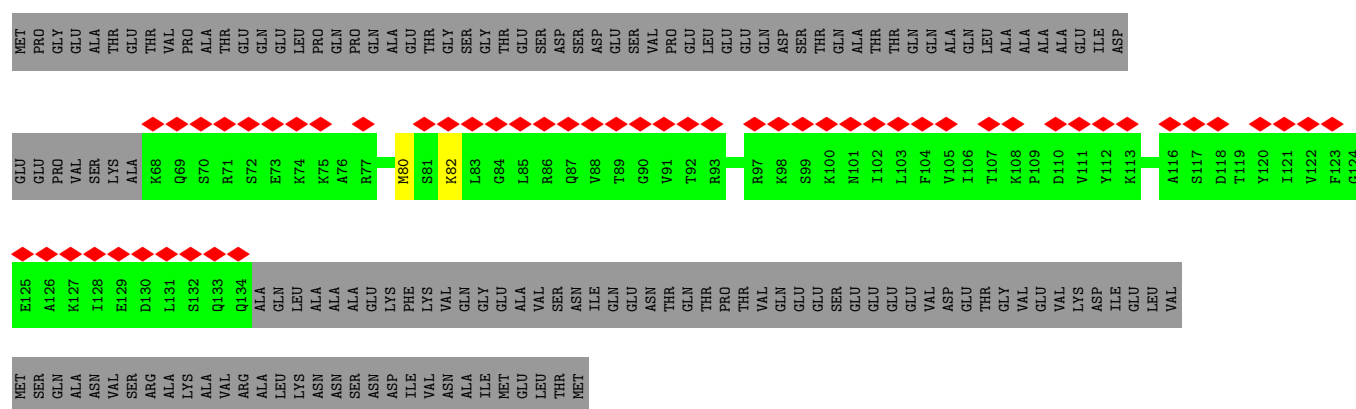 MET PRO GLY GLU ALA THR GLU THR VAL PRO ALA THR GLU GLN GLU LEU PRO GLN PRO GLN ALA GLU THR GLY SER GLY THR GLU SER ASP SER ASP GLU SER VAL PRO GLU LEU GLU GLU GLN ASP SER THR GLN ALA THR THR GLN GLN ALA GLN LEU ALA ALA ALA ALA GLU ILE ASP
GLU GLU PRO VAL SER LYS ALA K68 Q69 S70 R71 S72 E73 K74 K75 A76 R77 M80 S81 K82 L83 G84 L85 R86 Q87 V88 T89 G90 V91 T92 R93 R97 K98 S99 K100 N101 I102 L103 F104 V105 I106 T107 K108 P109 D110 V111 Y112 K113 A116 S117 D118 T119 Y120 I121 V122 F123 G124
E125 A126 K127 I128 E129 D130 L131 S132 Q133 Q134 ALA GLN LEU ALA ALA ALA GLU LYS PHE LYS VAL GLN GLY GLU ALA VAL SER ASN ILE GLN GLU ASN THR GLN THR PRO THR VAL GLN GLU GLU SER GLU GLU GLU GLU VAL ASP GLU THR GLY VAL GLU VAL LYS ASP ILE GLU LEU VAL
MET SER GLN ALA ASN VAL SER ARG ALA LYS ALA VAL ARG ALA LEU LYS ASN ASN SER ASN ASP ILE VAL ASN ALA ILE MET GLU LEU THR MET